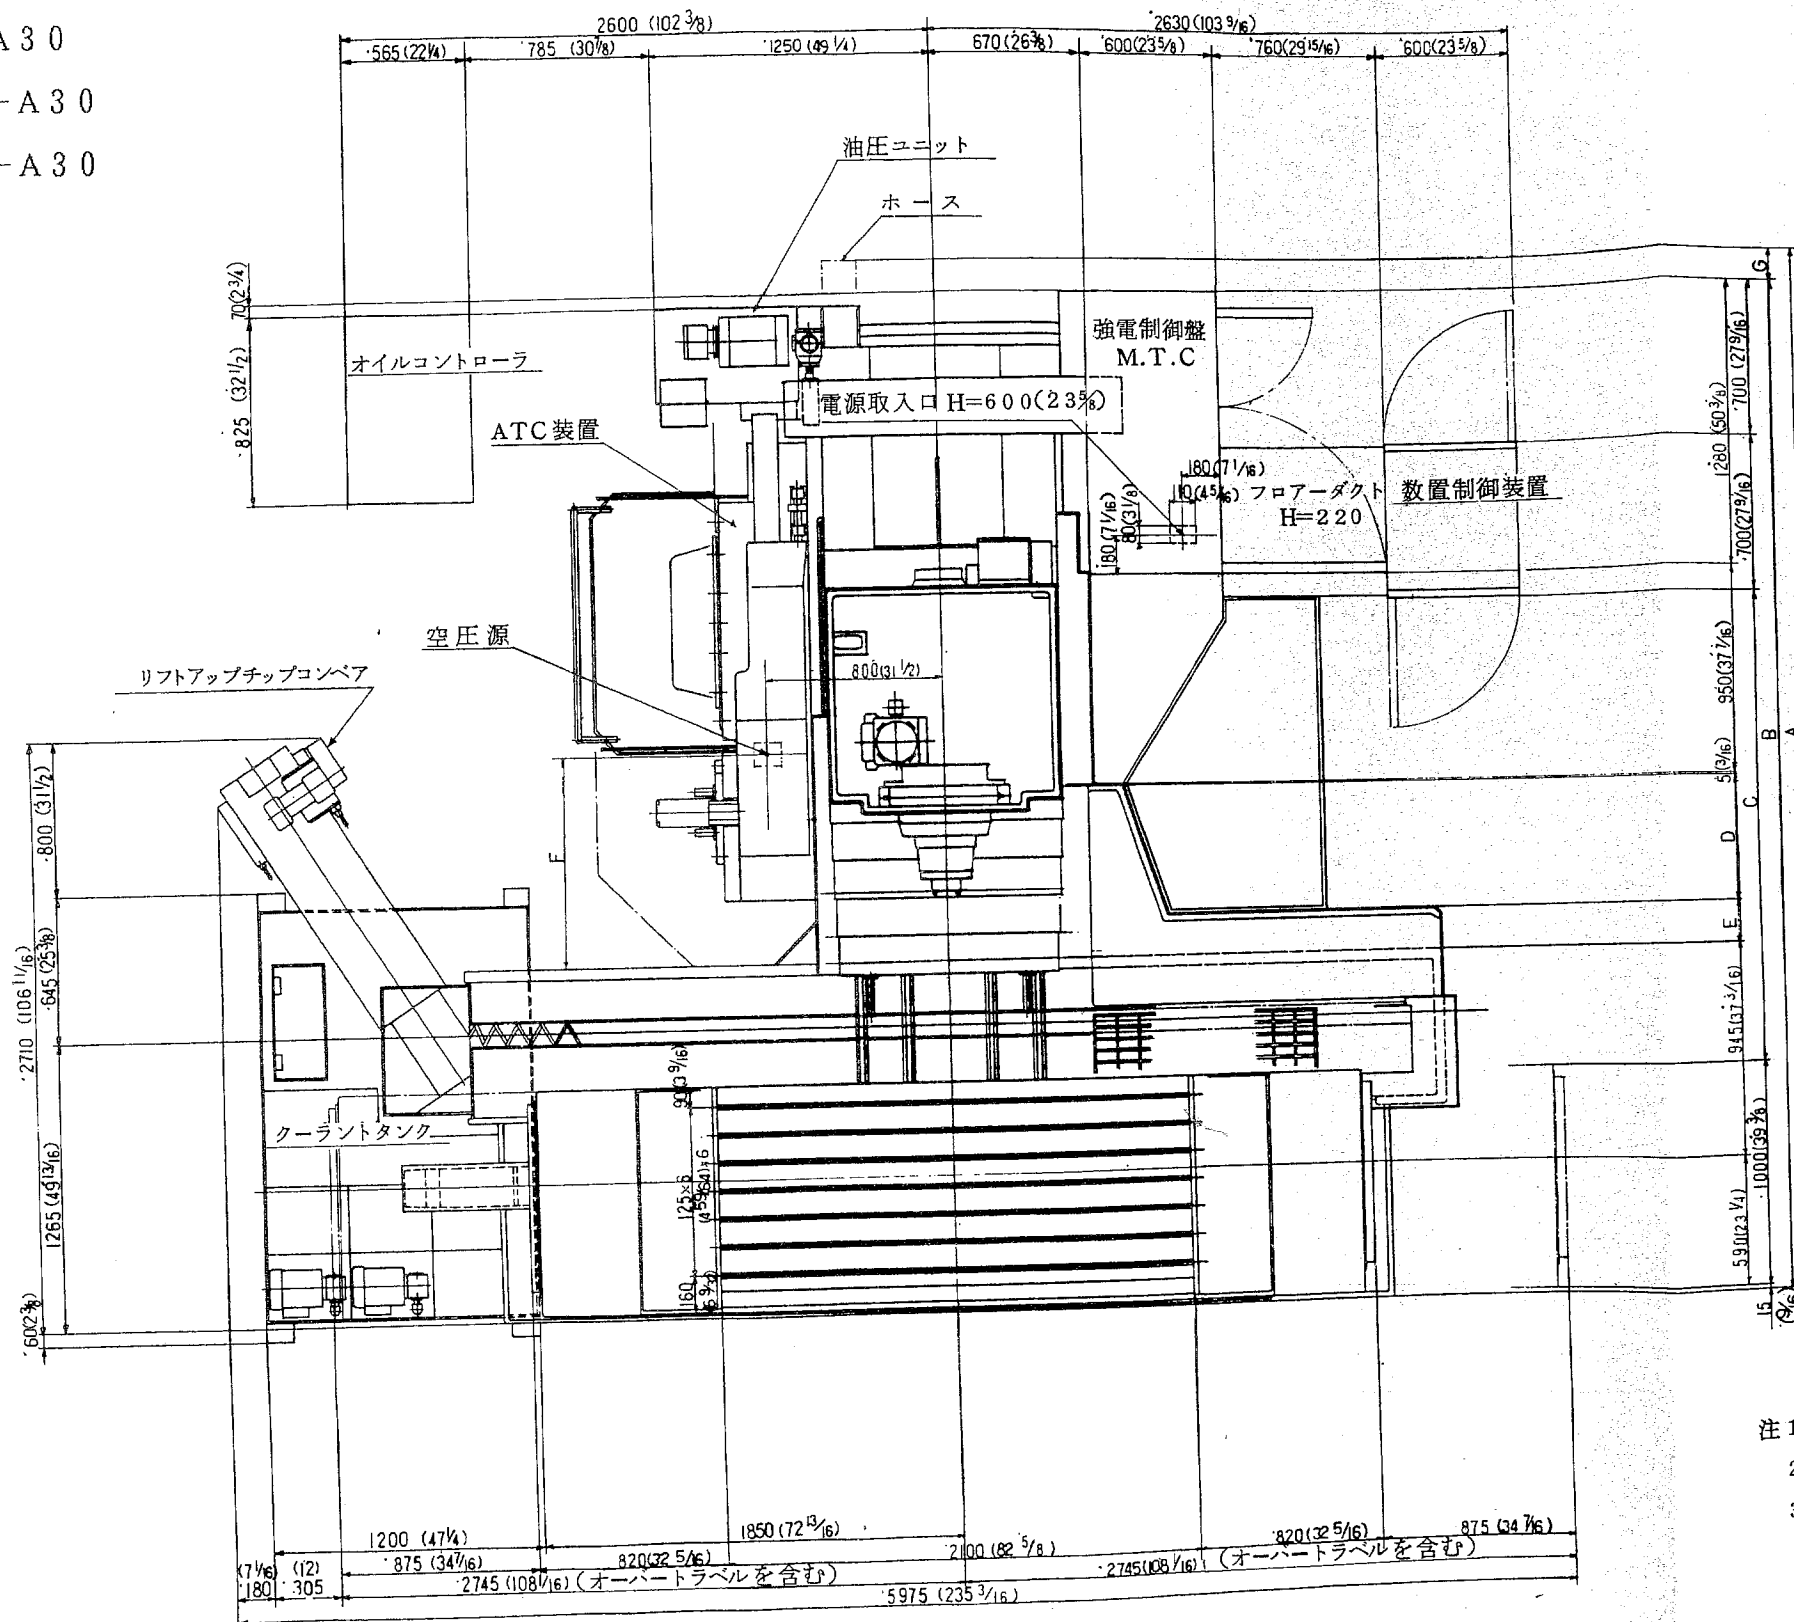 A30
-A30
-A30
2600 (102 3/8)
2630 (103 9/16)
565 (22 1/4)
785 (30 7/8)
1250 (49 1/4)
670 (26 3/8)
600 (23 5/8)
760 (29 15/16)
600 (23 5/8)
油圧ユニット
ホース
70 (2 3/4)
825 (32 1/2)
オイルコントローラ
強電制御盤
M.T.C
電源取入口 H=600(23 5/8)
ATC装置
180 (7 1/16)
フロアーダクト
H=220
数置制御装置
180 (7 1/16)
80 (3 1/8)
G
1280 (50 3/8)
700 (27 9/16)
700 (27 9/16)
950 (37 7/16)
5 (3/16)
A
B
C
D
E
F
空圧源
800 (31 1/2)
リフトアップチップコンベア
800 (31 1/2)
645 (25 3/8)
2710 (106 11/16)
1265 (49 13/16)
60 (2 3/8)
クーラントタンク
90 (3 9/16)
125×6
(4 59/64)×6
160
(6 9/32)
945 (37 3/16)
1000 (39 3/8)
590 (23 1/4)
15
(9/16)
注1
2
3
1200 (47 1/4)
1850 (72 13/16)
820 (32 5/16)
875 (34 7/16)
(7 1/16)
180
(12)
305
875 (34 7/16)
820 (32 5/16)
2100 (82 5/8)
2745 (108 1/16) (オーバートラベルを含む)
2745 (108 1/16) (オーバートラベルを含む)
5975 (235 3/16)